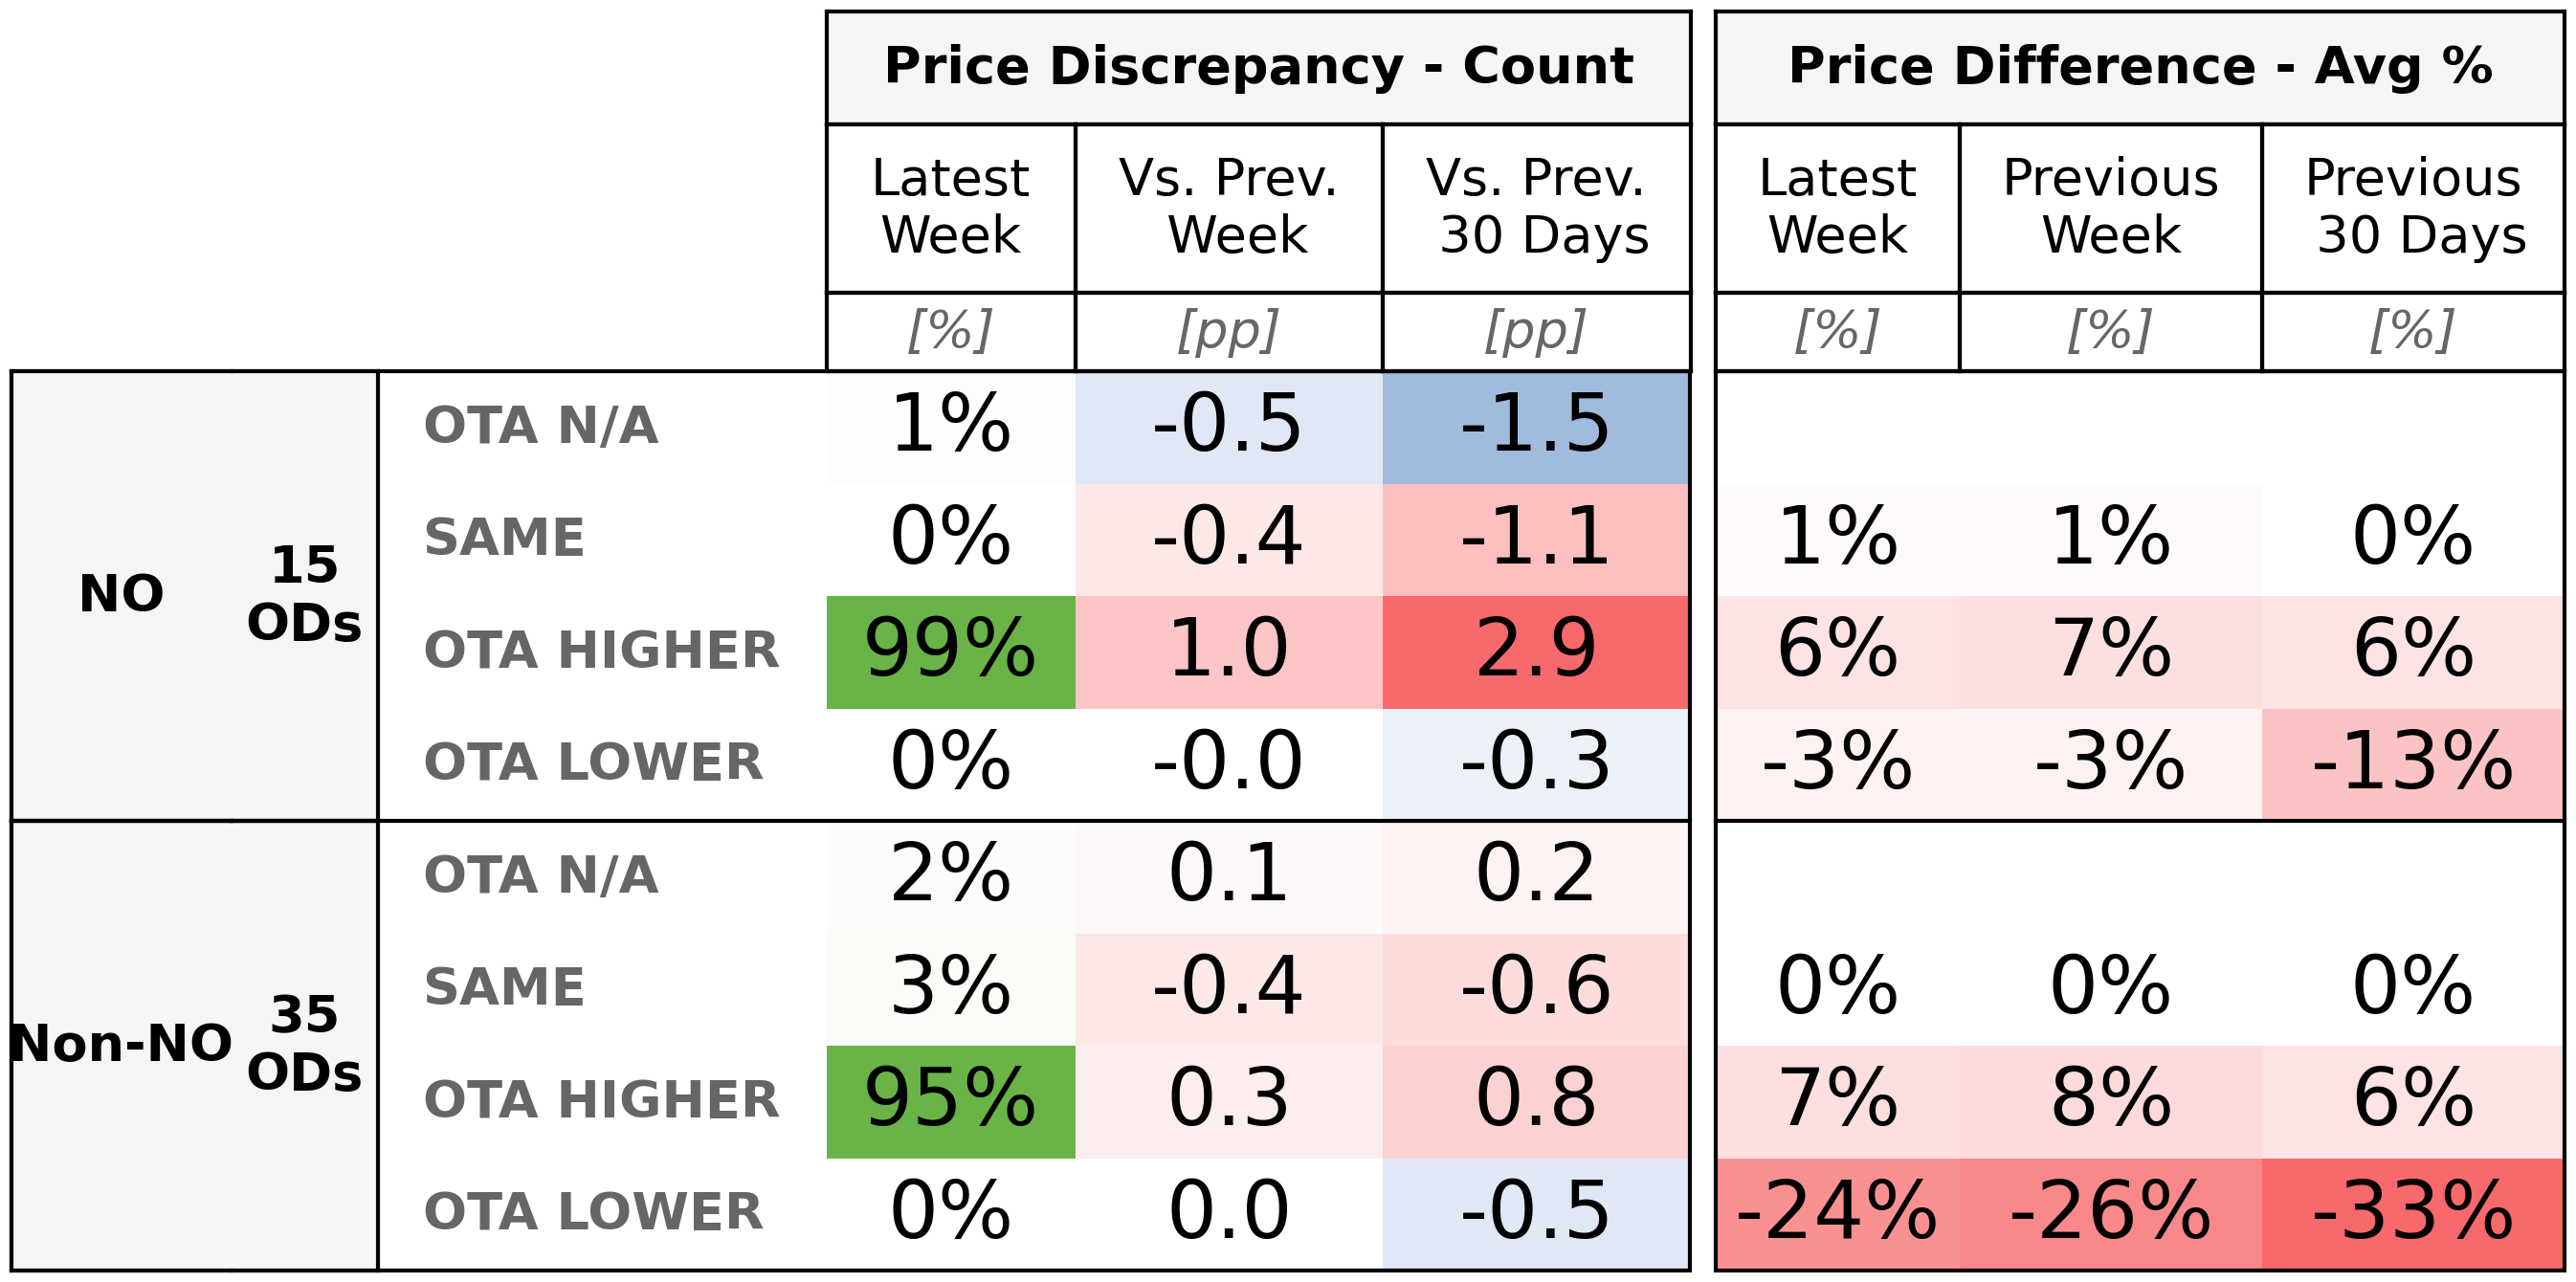 Price Discrepancy - Count Price Difference - Avg %
Latest Week Vs. Prev. Week Vs. Prev. 30 Days Latest Week Previous Week Previous 30 Days
[%] [pp] [pp] [%] [%] [%]
NO 15 ODs
OTA N/A 1% -0.5 -1.5
SAME 0% -0.4 -1.1 1% 1% 0%
OTA HIGHER 99% 1.0 2.9 6% 7% 6%
OTA LOWER 0% -0.0 -0.3 -3% -3% -13%
Non-NO 35 ODs
OTA N/A 2% 0.1 0.2
SAME 3% -0.4 -0.6 0% 0% 0%
OTA HIGHER 95% 0.3 0.8 7% 8% 6%
OTA LOWER 0% 0.0 -0.5 -24% -26% -33%